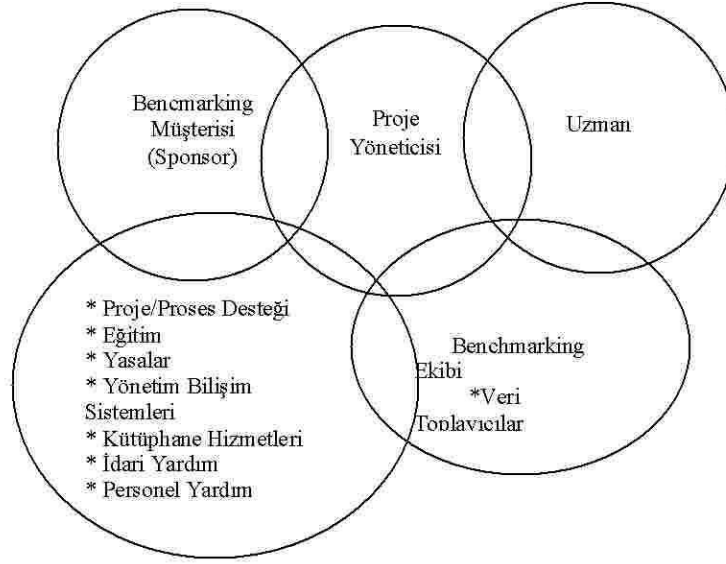 Bencmarking
Müşterisi
(Sponsor)
Proje
Yöneticisi
Uzman
* Proje/Proses Desteği
* Eğitim
* Yasalar
* Yönetim Bilişim
Sistemleri
* Kütüphane Hizmetleri
* İdari Yardım
* Personel Yardım
Benchmarking
Ekibi
*Veri
Toplayıcılar